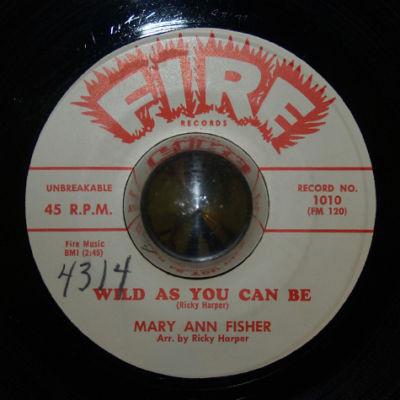 FIRE
RECORDS
UNBREAKABLE
45 R.P.M.
RECORD NO.
1010
(FM 120)
Fire Music
BMI (2:45)
4314
WILD AS YOU CAN BE
(Ricky Harper)
MARY ANN FISHER
Arr. by Ricky Harper